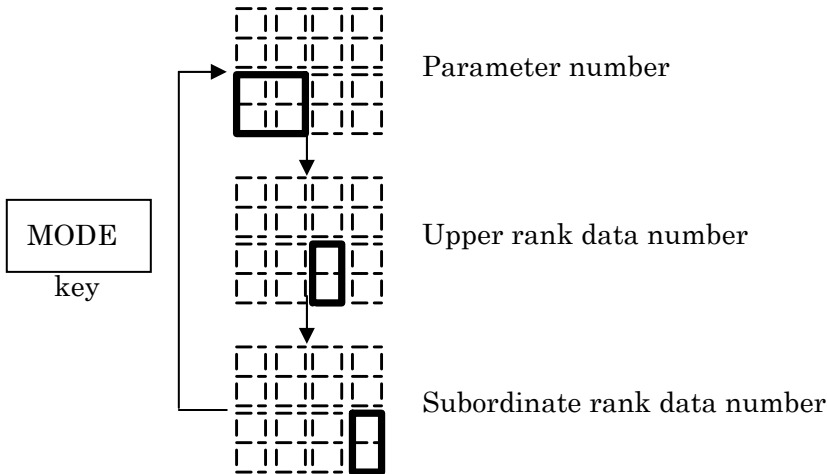 Parameter number
MODE
key
Upper rank data number
Subordinate rank data number